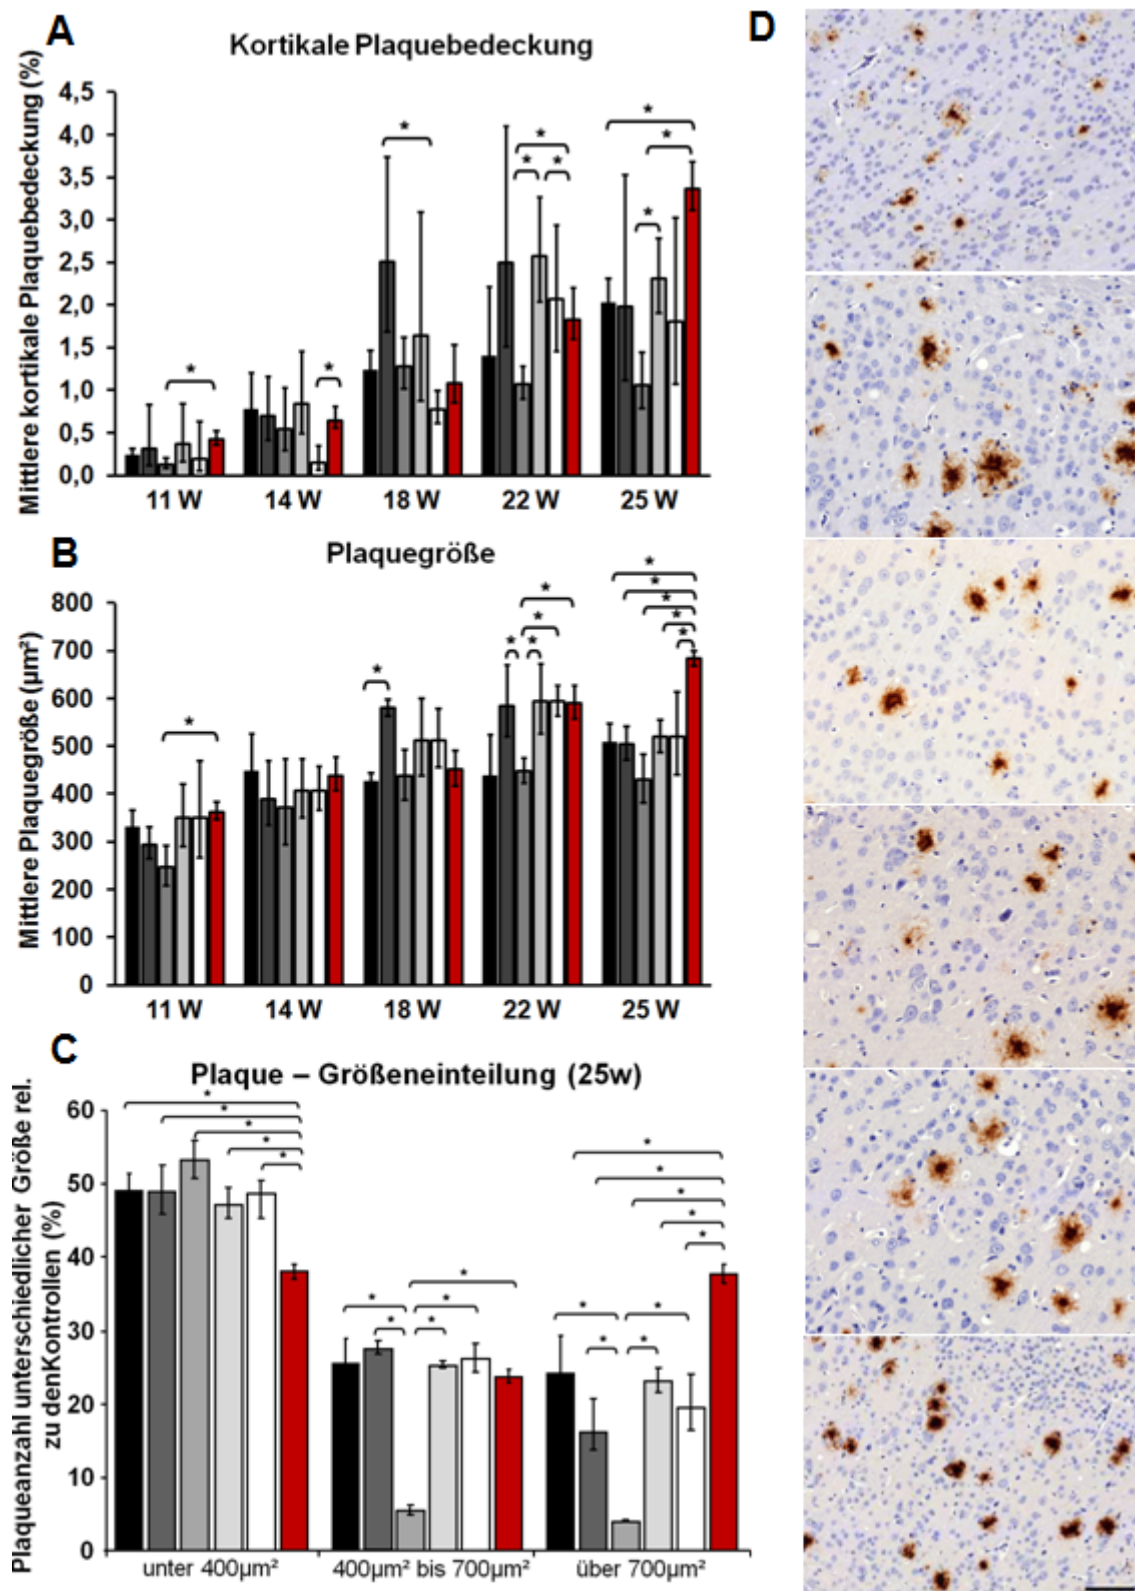 A
Kortikale Plaquebedeckung
Mittlere kortikale Plaquebedeckung (%)
4,5
4,0
3,5
3,0
2,5
2,0
1,5
1,0
0,5
0,0
* * * * * * * * *
11 W 14 W 18 W 22 W 25 W
B
Plaquegröße
Mittlere Plaquegröße (µm²)
800
700
600
500
400
300
200
100
0
* * * * * * * * * * *
11 W 14 W 18 W 22 W 25 W
C
Plaque – Größeneinteilung (25w)
Plaqueanzahl unterschiedlicher Größe rel.
zu denKontrollen (%)
60
50
40
30
20
10
0
* * * * * * * * * * * * * * * * * * *
unter 400µm² 400µm² bis 700µm² über 700µm²
D